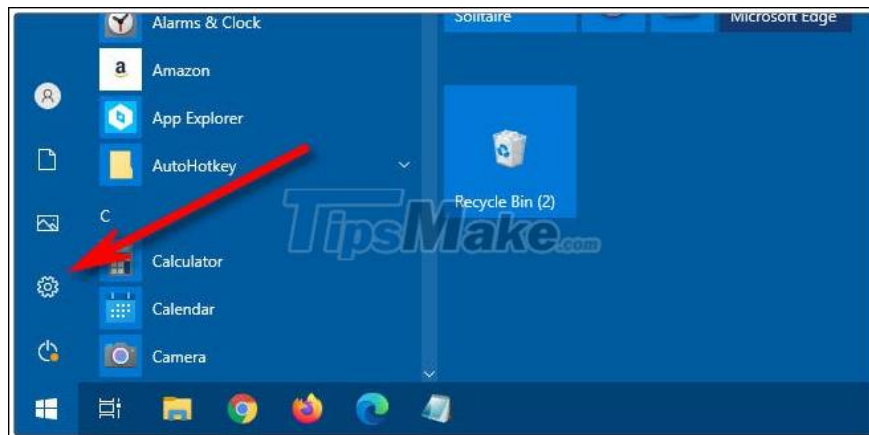 Alarms & Clock
Solitaire
Microsoft Edge
a
Amazon
App Explorer
AutoHotkey
Recycle Bin (2)
C
TipsMake.com
Calculator
Calendar
Camera